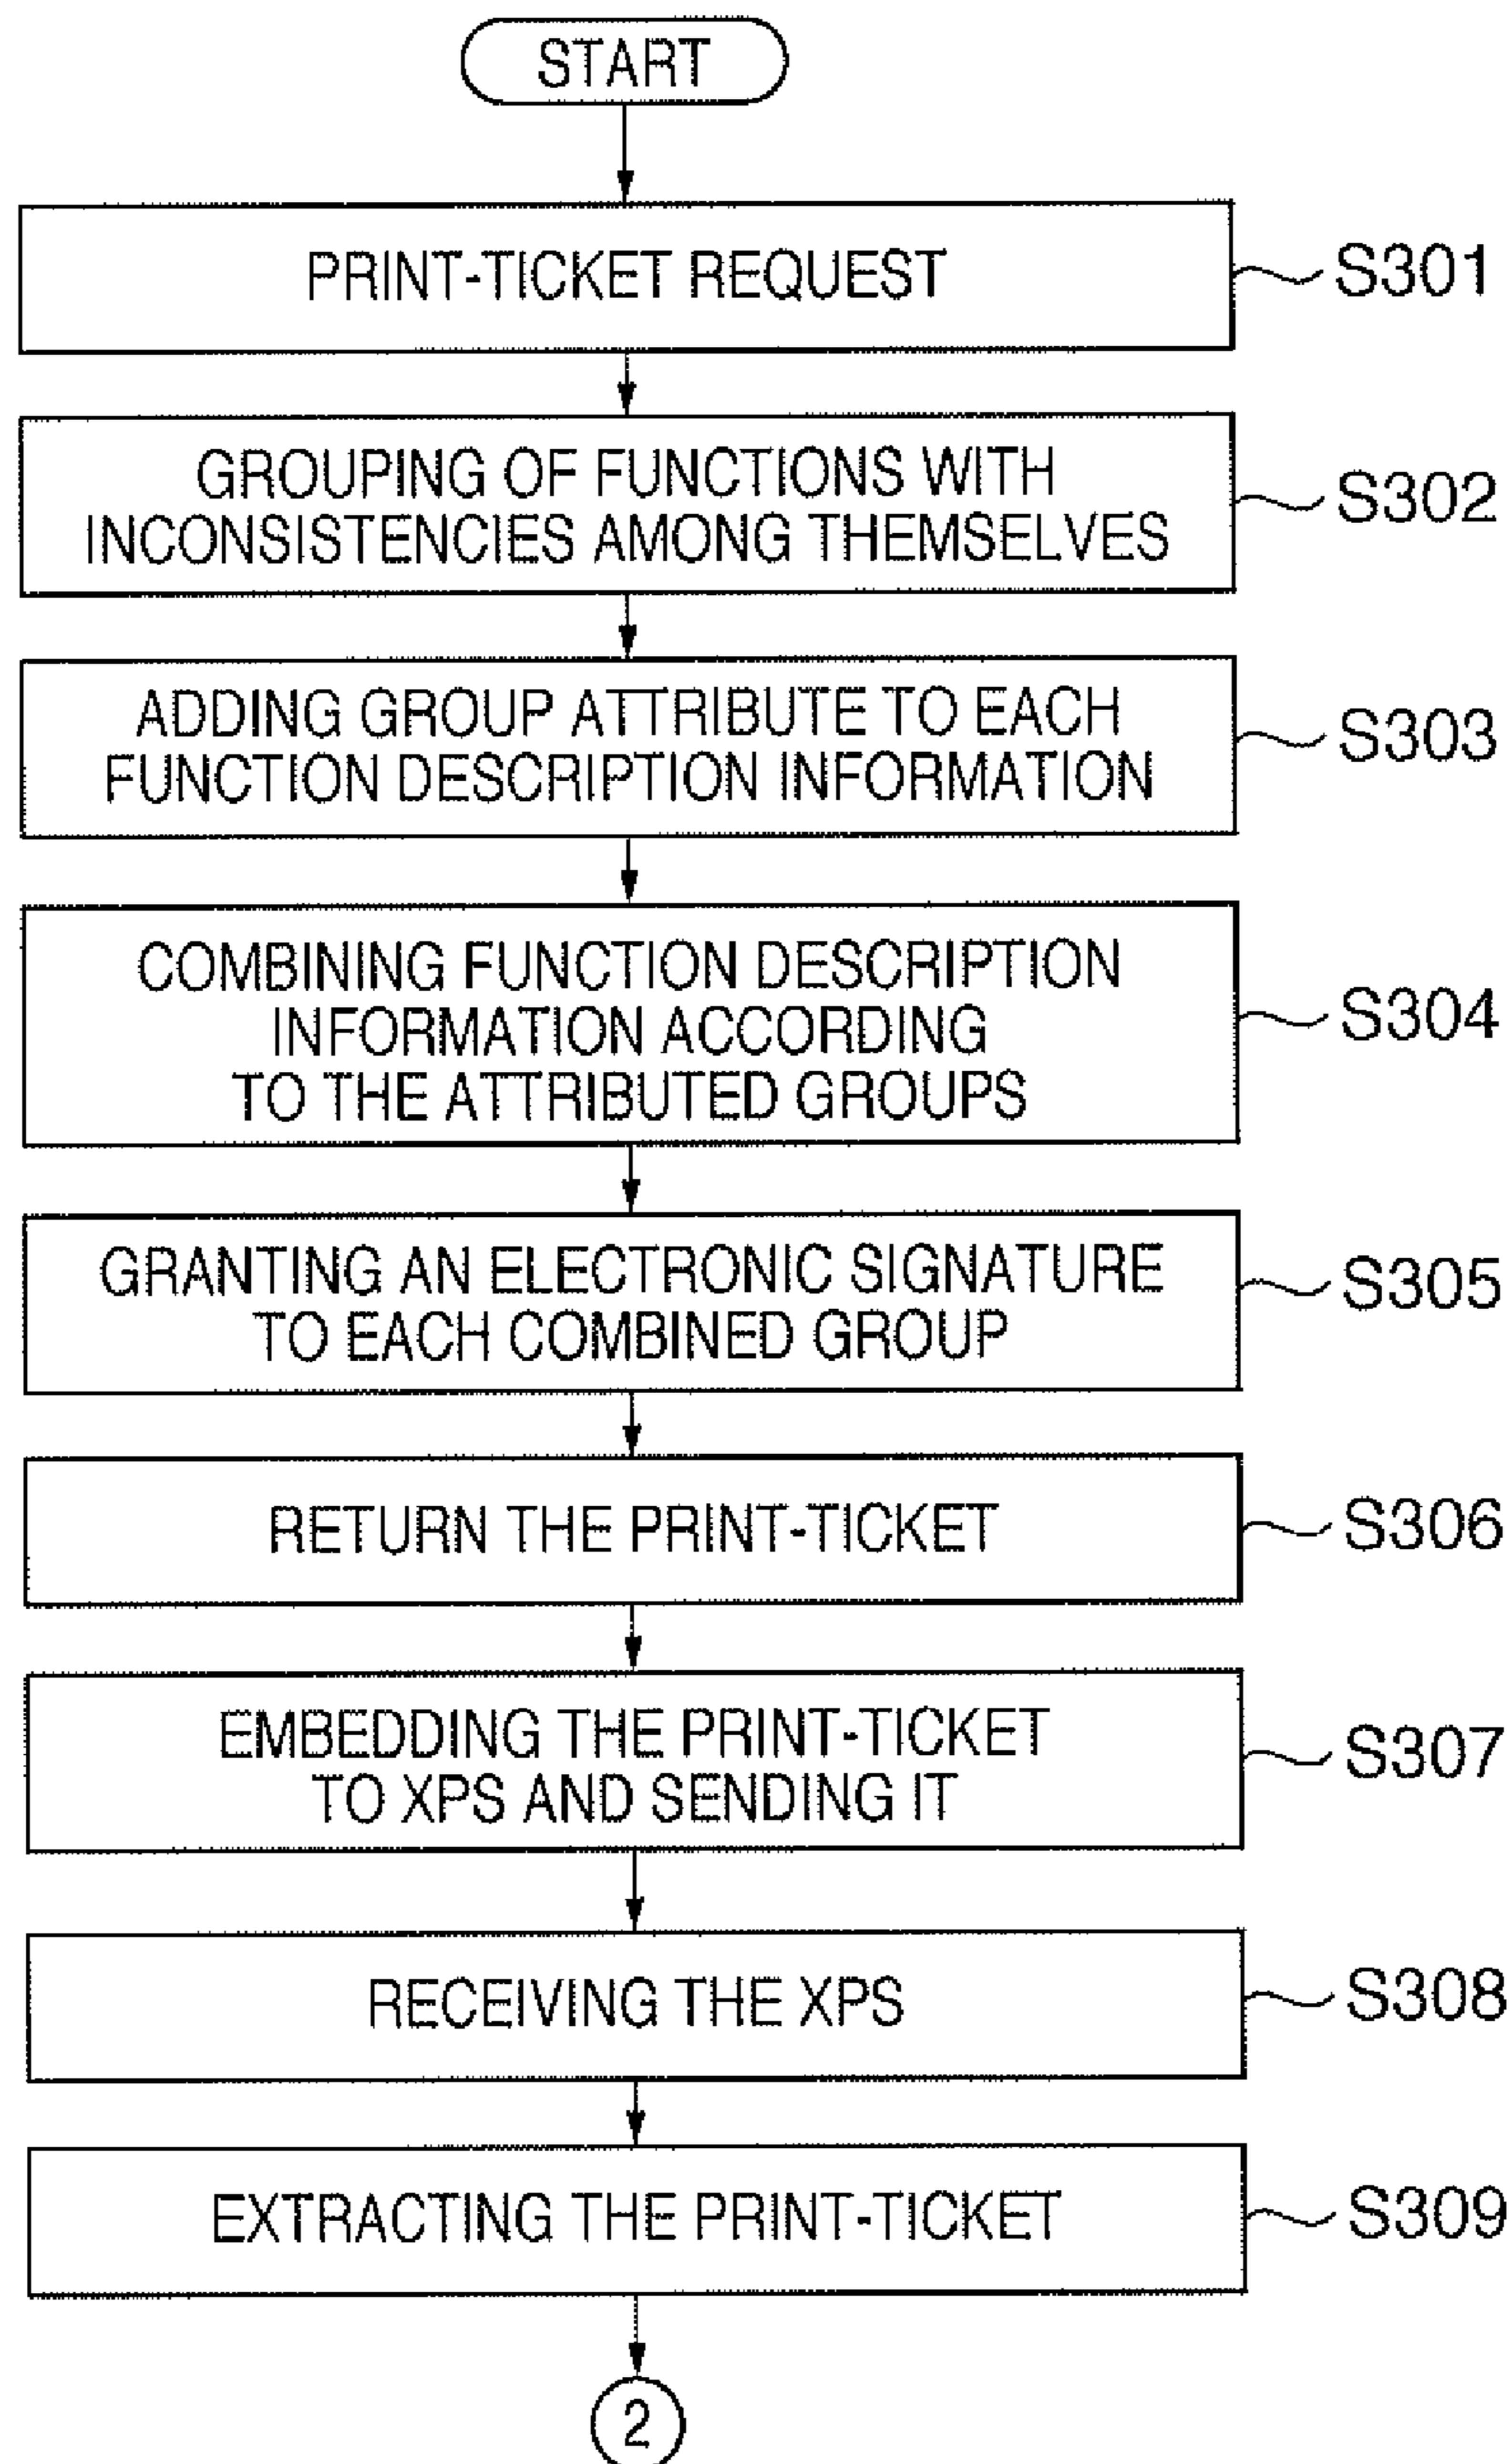 START
PRINT-TICKET REQUEST
S301
GROUPING OF FUNCTIONS WITH
INCONSISTENCIES AMONG THEMSELVES
S302
ADDING GROUP ATTRIBUTE TO EACH
FUNCTION DESCRIPTION INFORMATION
S303
COMBINING FUNCTION DESCRIPTION
INFORMATION ACCORDING
TO THE ATTRIBUTED GROUPS
S304
GRANTING AN ELECTRONIC SIGNATURE
TO EACH COMBINED GROUP
S305
RETURN THE PRINT-TICKET
S306
EMBEDDING THE PRINT-TICKET
TO XPS AND SENDING IT
S307
RECEIVING THE XPS
S308
EXTRACTING THE PRINT-TICKET
S309
2